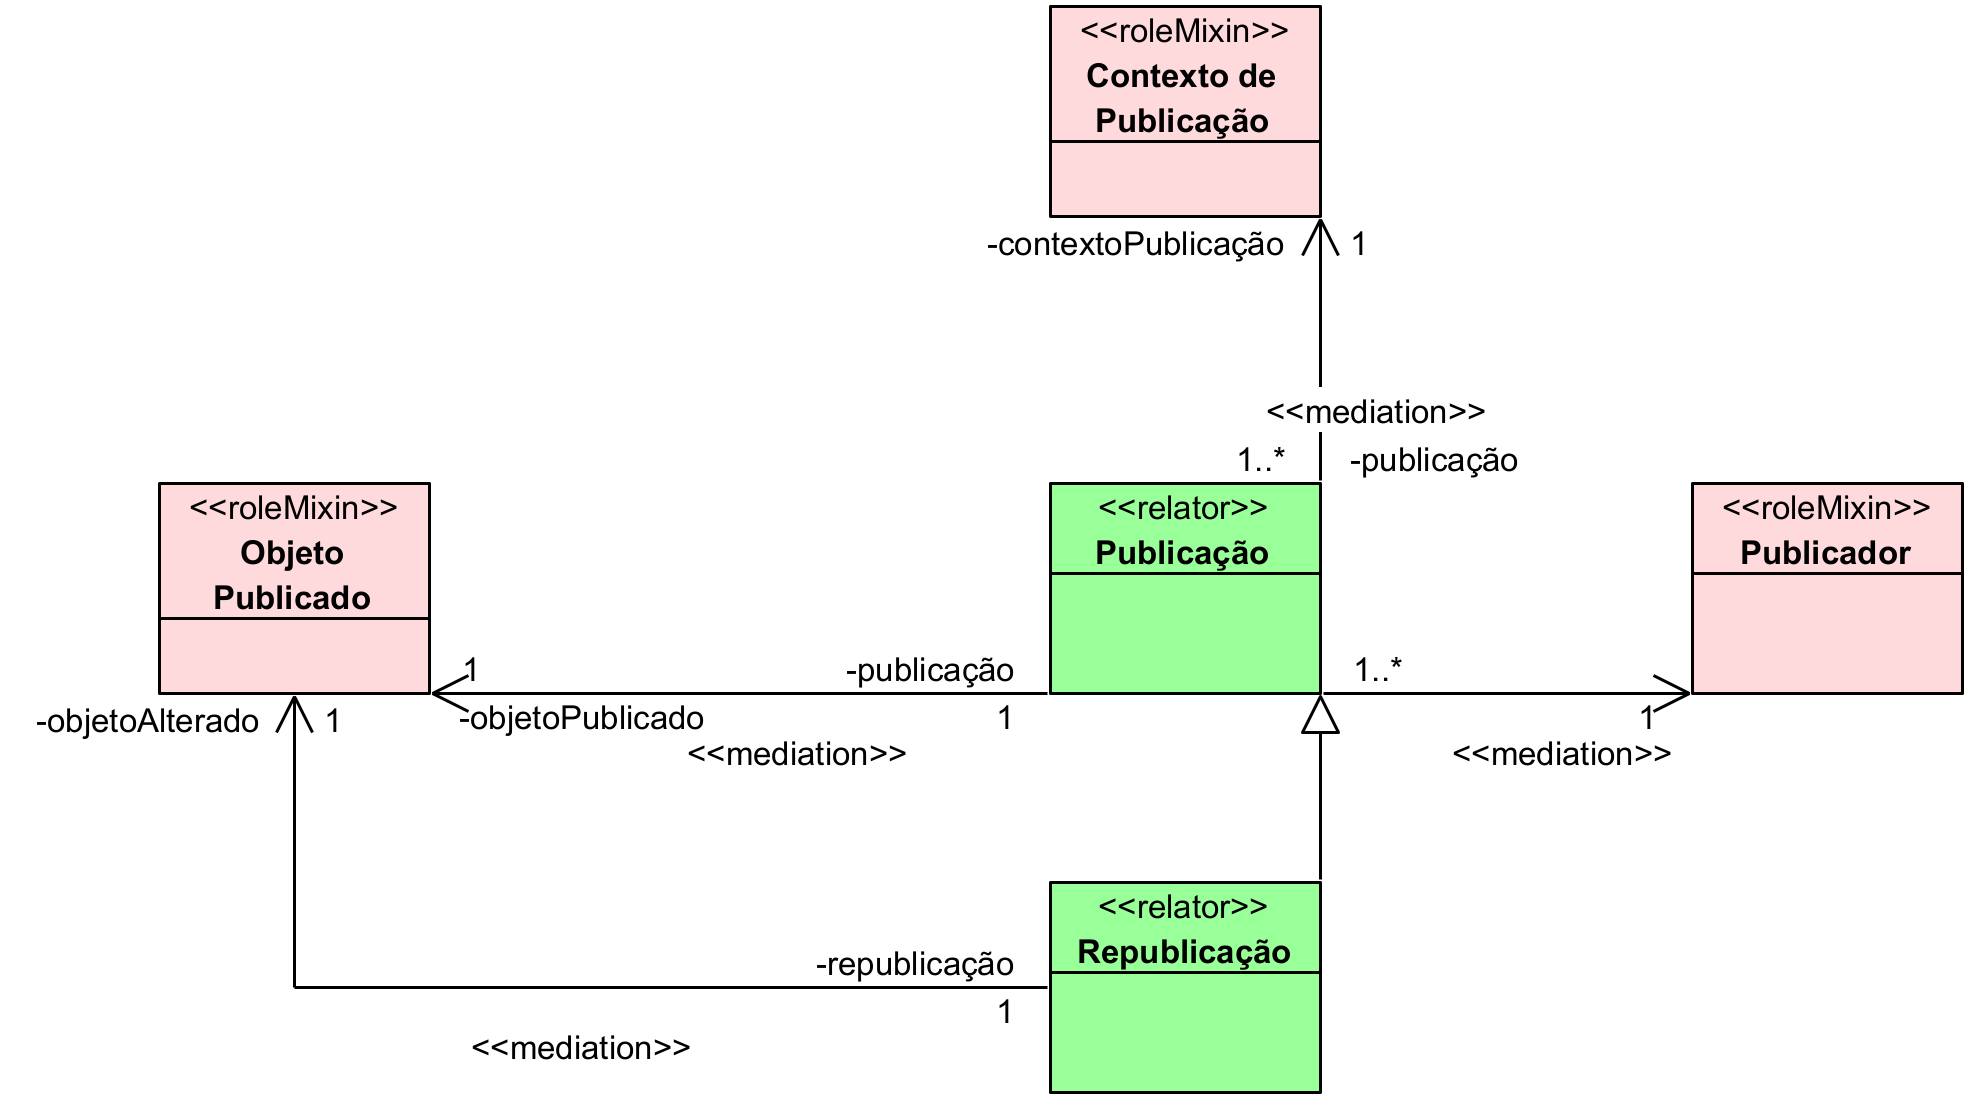 <<roleMixin>>
Contexto de
Publicação
-contextoPublicação
1
<<mediation>>
1..*
-publicação
<<roleMixin>>
Objeto
Publicado
<<relator>>
Publicação
<<roleMixin>>
Publicador
1
-publicação
1..*
-objetoAlterado
1
-objetoPublicado
1
1
<<mediation>>
<<mediation>>
<<relator>>
Republicação
-republicação
1
<<mediation>>